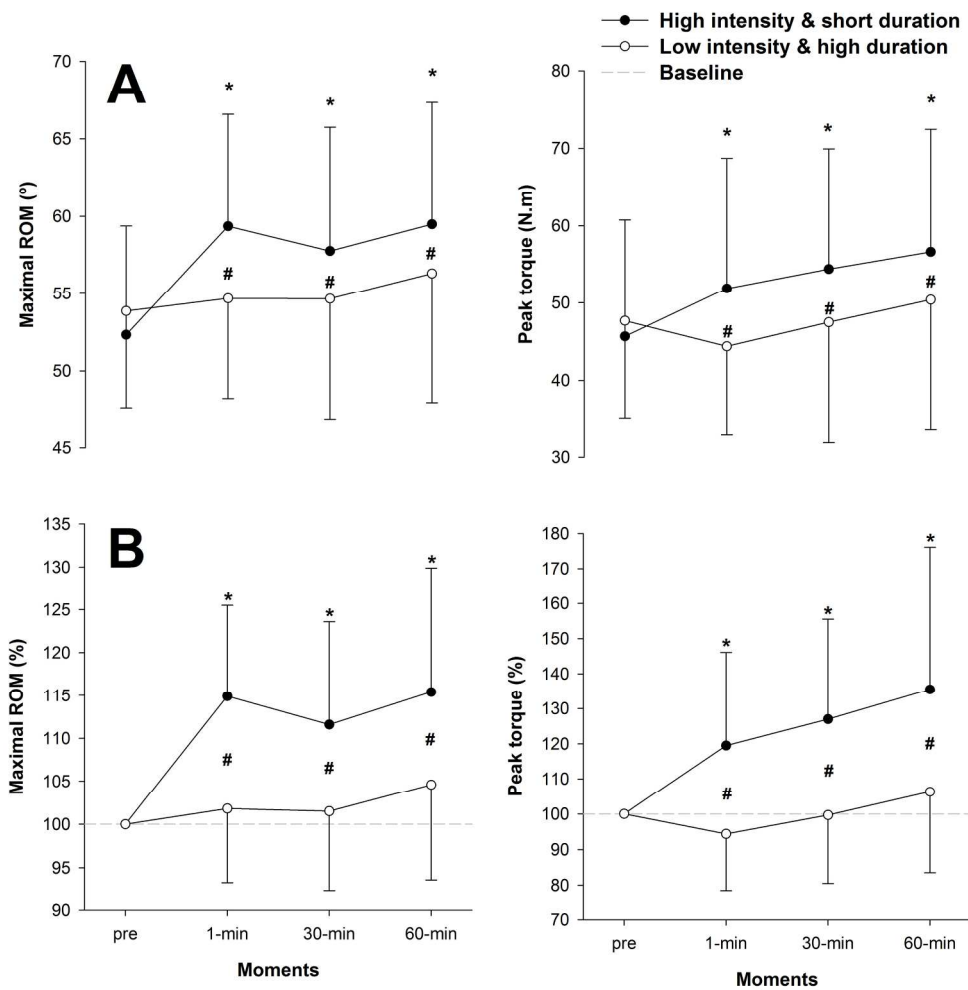 High intensity & short duration
Low intensity & high duration
Baseline
A
Maximal ROM (º)
70
65
60
55
50
45
* * *
# # #
Peak torque (N.m)
80
70
60
50
40
30
* * *
# # #
B
Maximal ROM (%)
135
130
125
120
115
110
105
100
95
90
* * *
# # #
pre 1-min 30-min 60-min
Moments
Peak torque (%)
180
170
160
150
140
130
120
110
100
90
80
70
* * *
# # #
pre 1-min 30-min 60-min
Moments